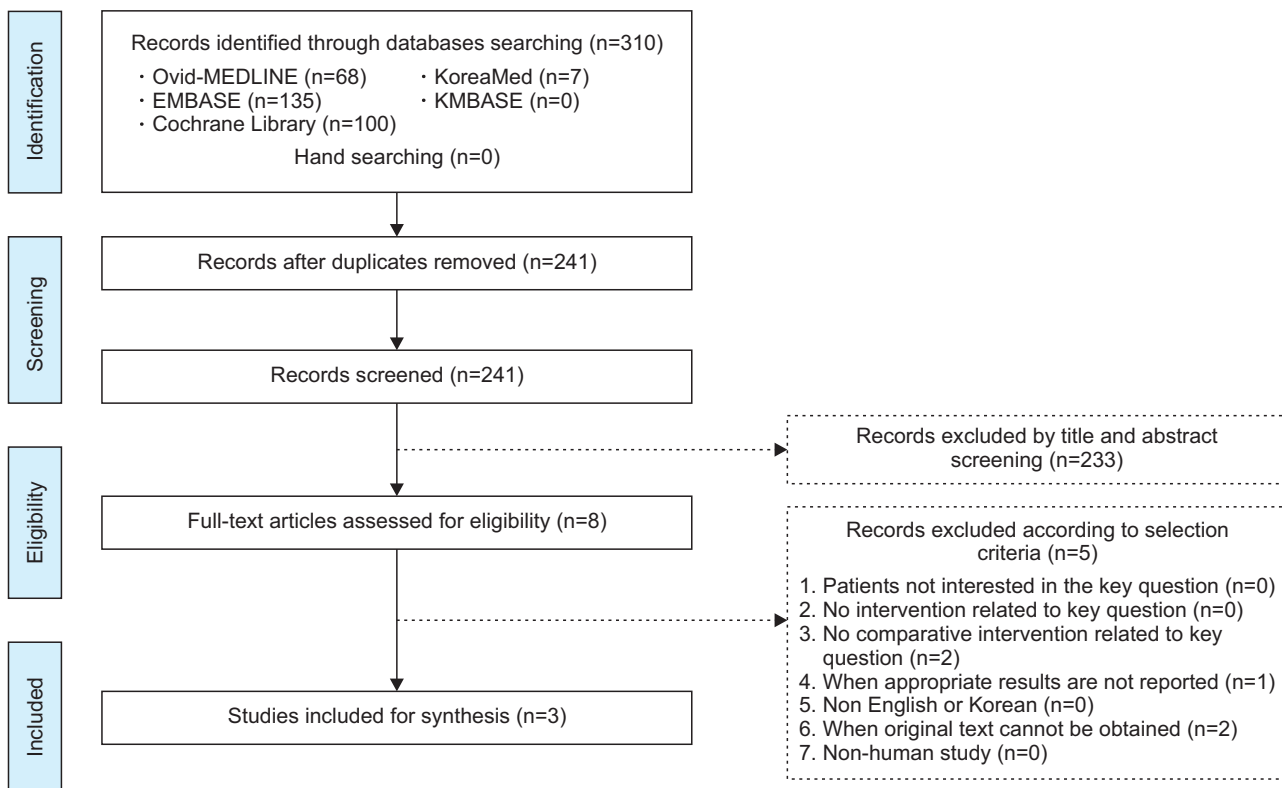 Identification
Records identified through databases searching (n=310)
· Ovid-MEDLINE (n=68)
· KoreaMed (n=7)
· EMBASE (n=135)
· KMBASE (n=0)
· Cochrane Library (n=100)
Hand searching (n=0)
Screening
Records after duplicates removed (n=241)
Records screened (n=241)
Records excluded by title and abstract
screening (n=233)
Eligibility
Full-text articles assessed for eligibility (n=8)
Records excluded according to selection
criteria (n=5)
1. Patients not interested in the key question (n=0)
2. No intervention related to key question (n=0)
3. No comparative intervention related to key
question (n=2)
4. When appropriate results are not reported (n=1)
5. Non English or Korean (n=0)
6. When original text cannot be obtained (n=2)
7. Non-human study (n=0)
Included
Studies included for synthesis (n=3)